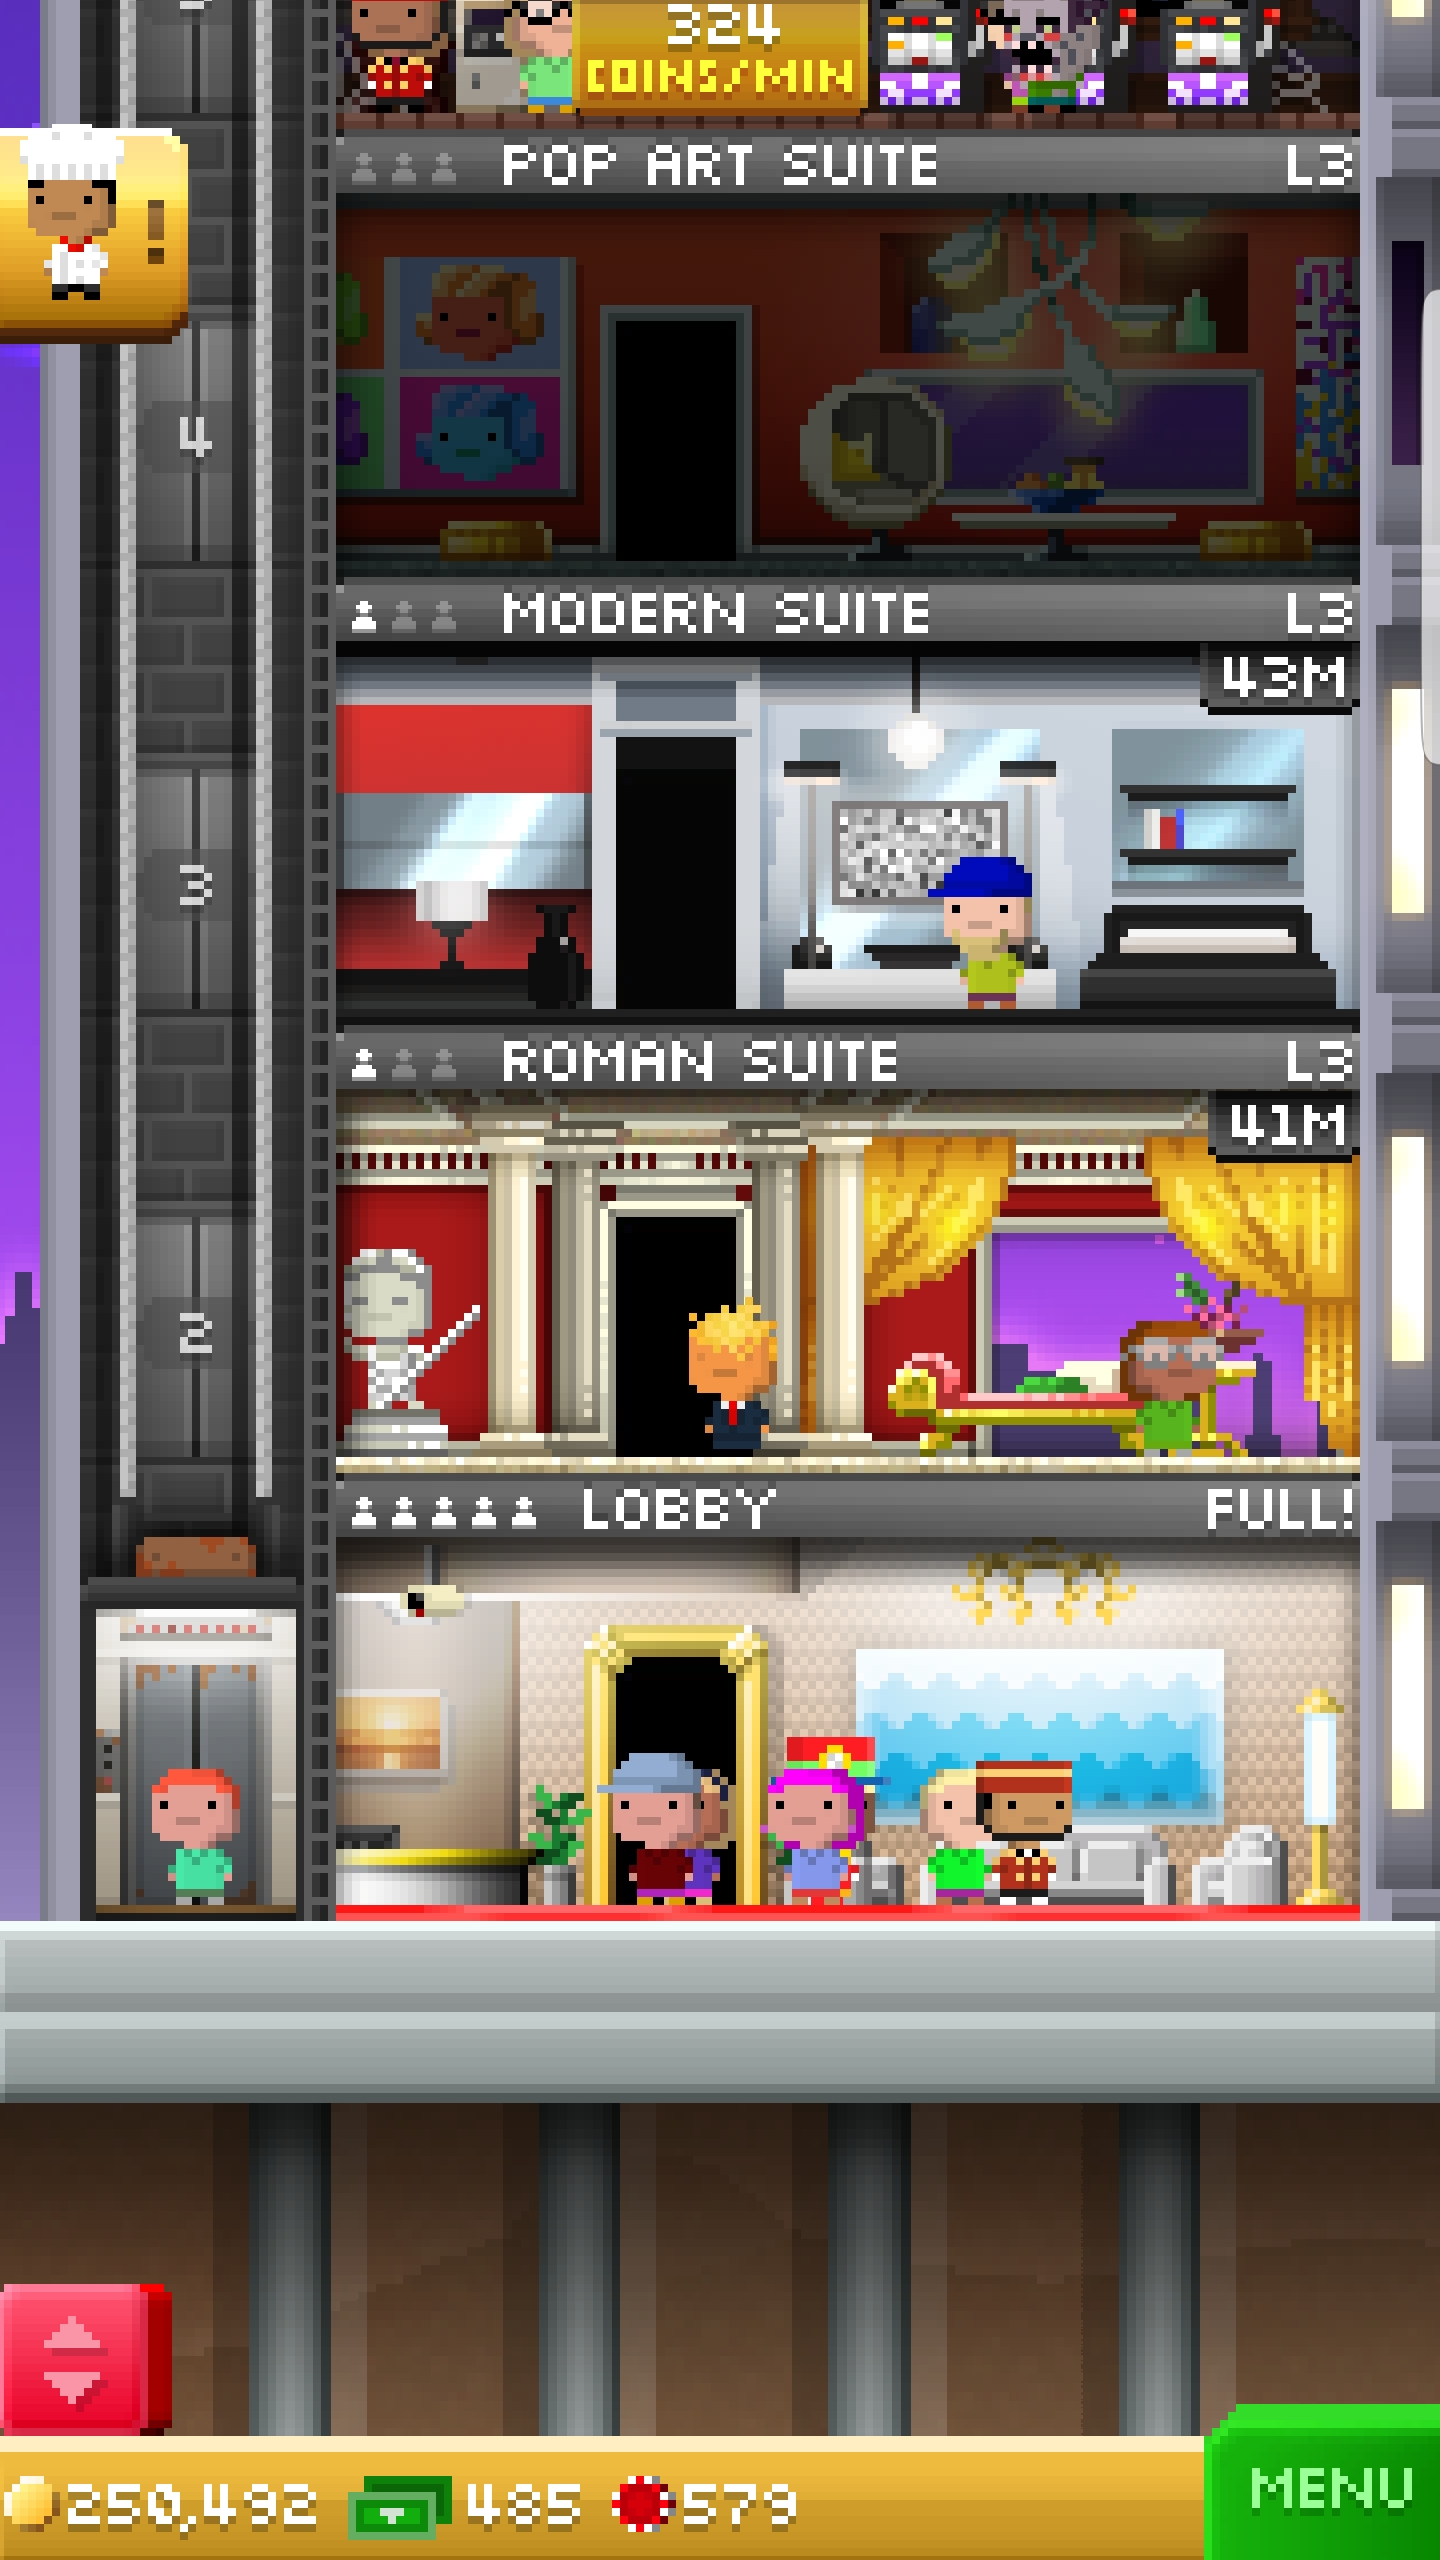 324
COINS/MIN
POP ART SUITE L3
!
4
MODERN SUITE L3
43M
3
ROMAN SUITE L3
41M
2
LOBBY FULL!
250,492 485 579
MENU